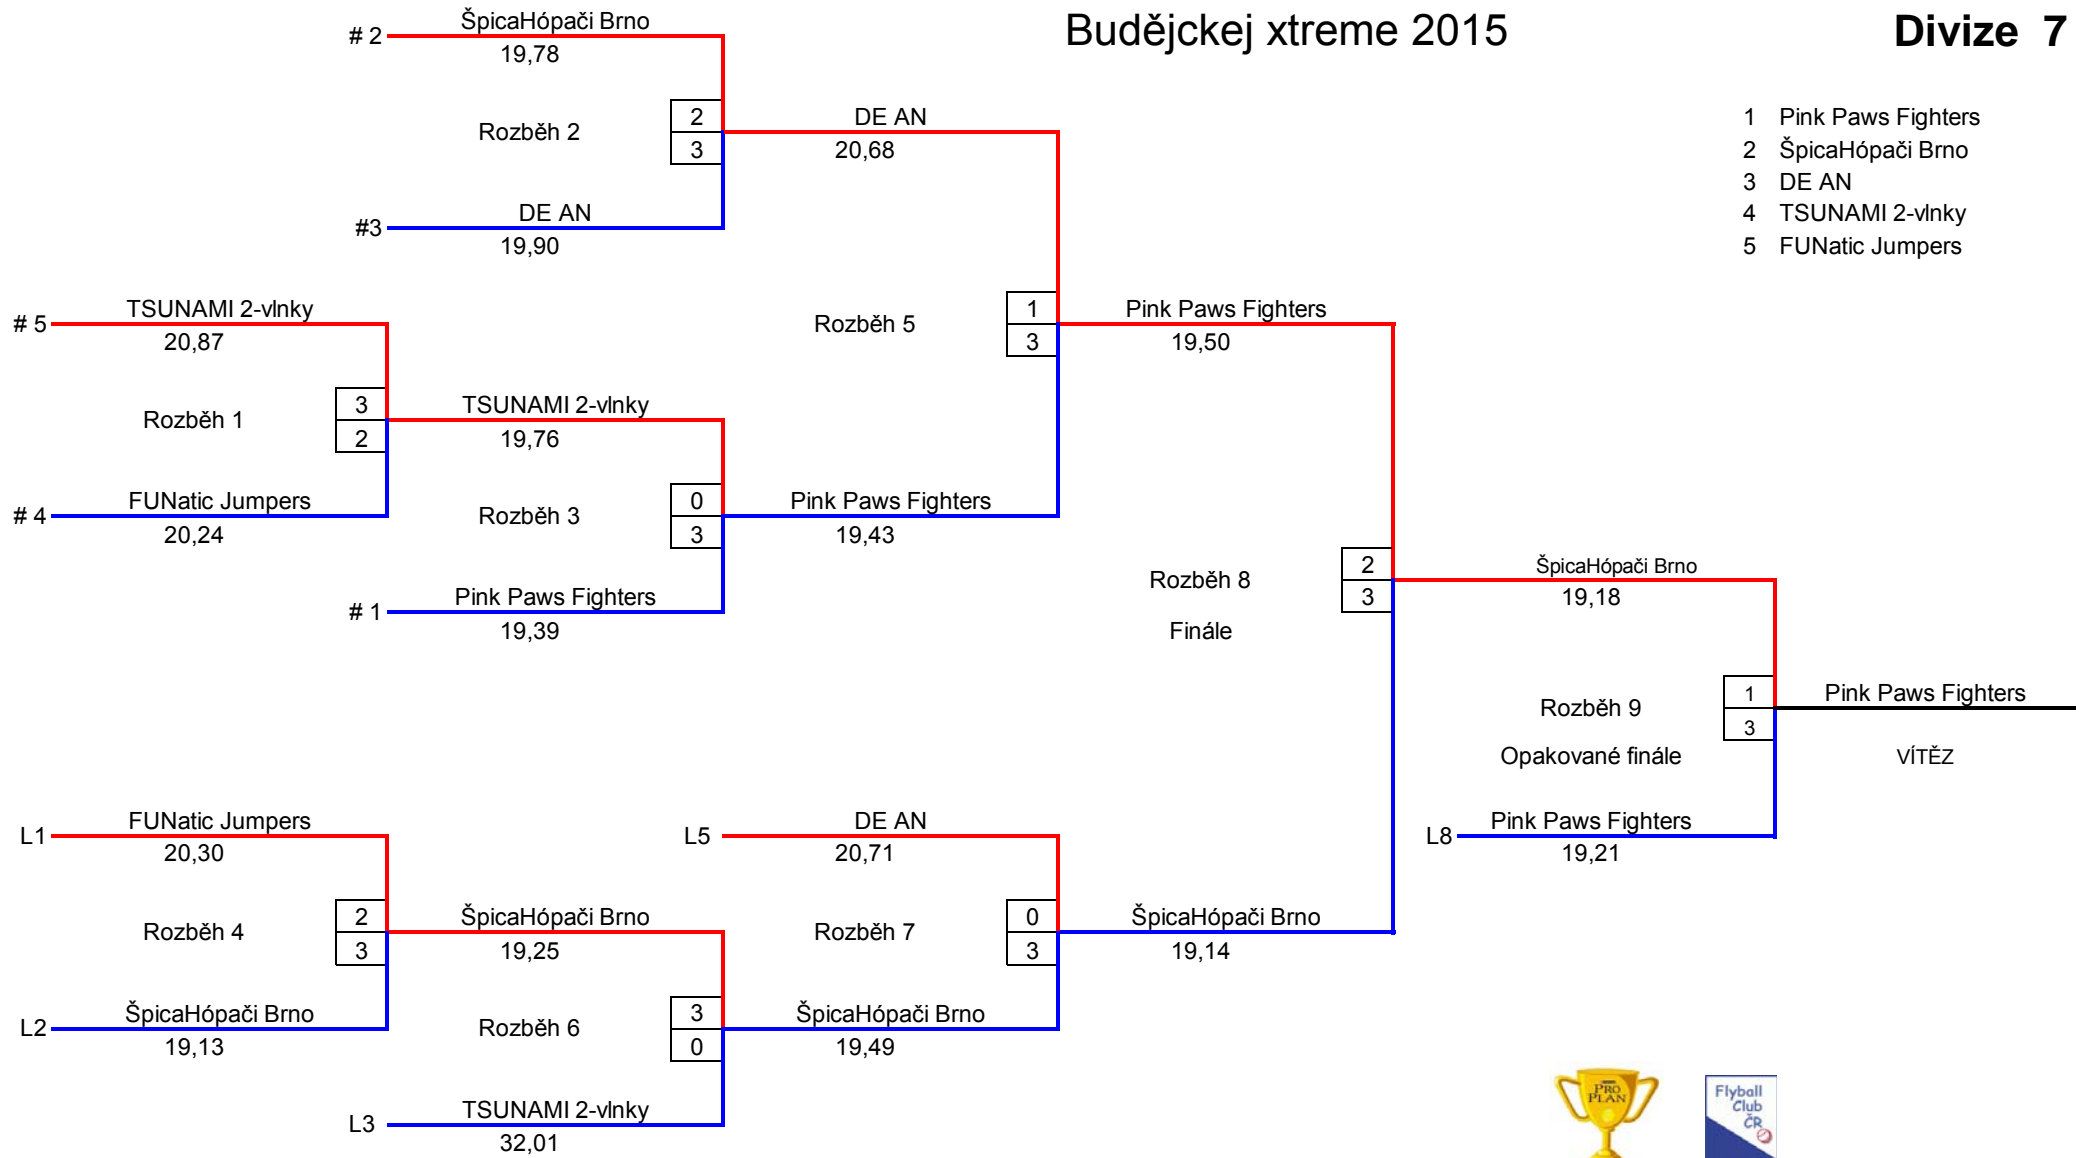 Budějckej xtreme 2015
Divize 7
1 Pink Paws Fighters
2 ŠpicaHópači Brno
3 DE AN
4 TSUNAMI 2-vlnky
5 FUNatic Jumpers
# 2
ŠpicaHópači Brno
19,78
Rozběh 2
2
3
#3
DE AN
19,90
DE AN
20,68
# 5
TSUNAMI 2-vlnky
20,87
Rozběh 1
3
2
# 4
FUNatic Jumpers
20,24
TSUNAMI 2-vlnky
19,76
Rozběh 3
0
3
# 1
Pink Paws Fighters
19,39
Rozběh 5
1
3
Pink Paws Fighters
19,43
Pink Paws Fighters
19,50
Rozběh 8
Finále
2
3
ŠpicaHópači Brno
19,18
Rozběh 9
Opakované finále
1
3
Pink Paws Fighters
VÍTĚZ
L8
Pink Paws Fighters
19,21
L1
FUNatic Jumpers
20,30
Rozběh 4
2
3
L2
ŠpicaHópači Brno
19,13
ŠpicaHópači Brno
19,25
Rozběh 6
3
0
L3
TSUNAMI 2-vlnky
32,01
L5
DE AN
20,71
Rozběh 7
0
3
ŠpicaHópači Brno
19,49
ŠpicaHópači Brno
19,14
PRO
PLAN
Flyball
Club
ČR